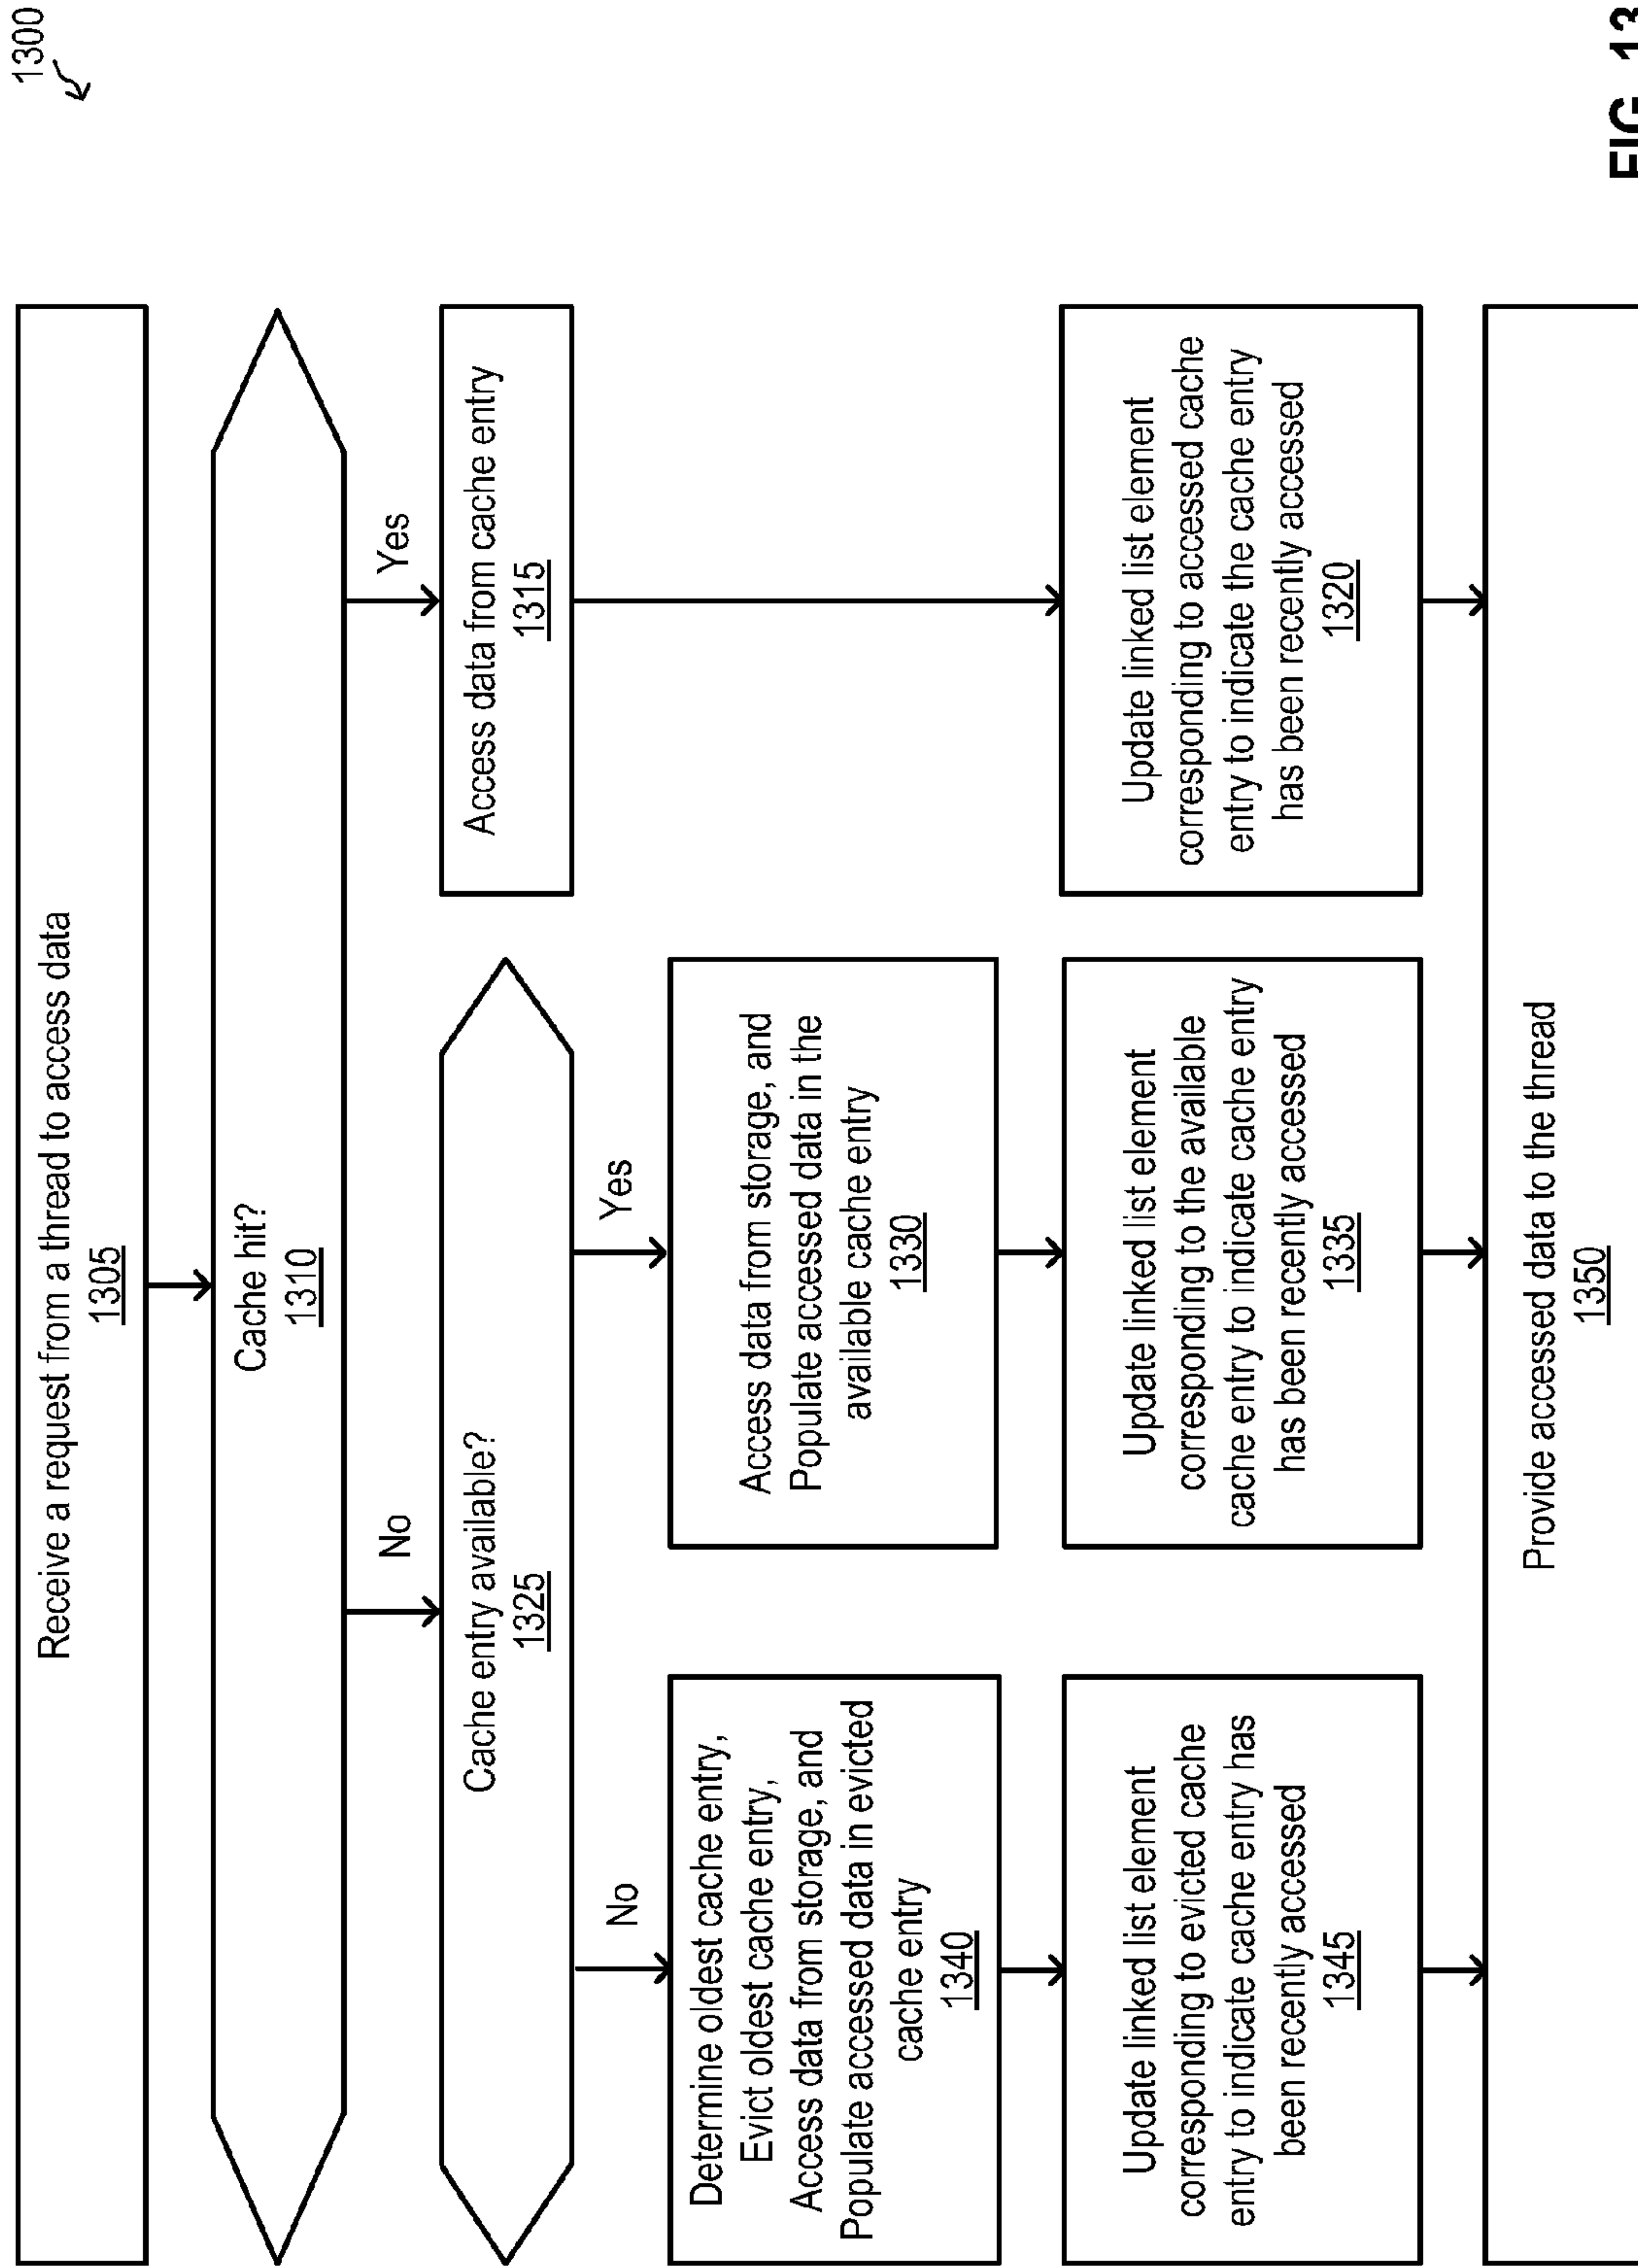 1300
Receive a request from a thread to access data
1305
Cache hit?
1310
No
Yes
Cache entry available?
1325
Access data from cache entry
1315
No
Yes
Determine oldest cache entry,
Evict oldest cache entry,
Access data from storage, and
Populate accessed data in evicted
cache entry
1340
Access data from storage, and
Populate accessed data in the
available cache entry
1330
Update linked list element
corresponding to evicted cache
entry to indicate cache entry has
been recently accessed
1345
Update linked list element
corresponding to the available
cache entry to indicate cache entry
has been recently accessed
1335
Update linked list element
corresponding to accessed cache
entry to indicate the cache entry
has been recently accessed
1320
Provide accessed data to the thread
1350
FIG. 13